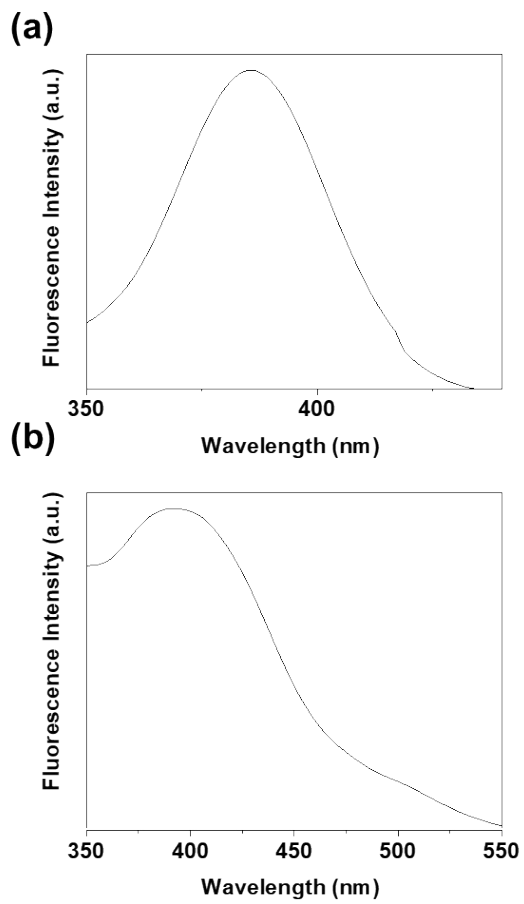 (a)
Fluorescence Intensity (a.u.)
350 400
Wavelength (nm)
(b)
Fluorescence Intensity (a.u.)
350 400 450 500 550
Wavelength (nm)